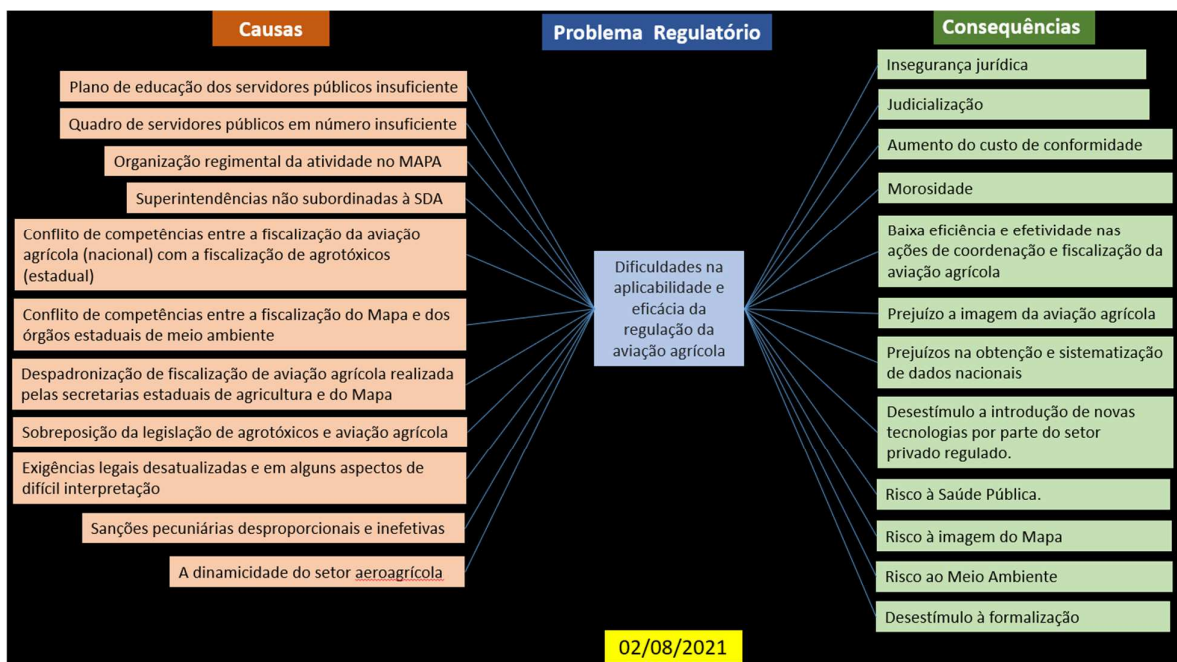 Causas
Problema Regulatório
Consequências
Plano de educação dos servidores públicos insuficiente
Quadro de servidores públicos em número insuficiente
Organização regimental da atividade no MAPA
Superintendências não subordinadas à SDA
Conflito de competências entre a fiscalização da aviação
agrícola (nacional) com a fiscalização de agrotóxicos
(estadual)
Conflito de competências entre a fiscalização do Mapa e dos
órgãos estaduais de meio ambiente
Despadronização de fiscalização de aviação agrícola realizada
pelas secretarias estaduais de agricultura e do Mapa
Sobreposição da legislação de agrotóxicos e aviação agrícola
Exigências legais desatualizadas e em alguns aspectos de
difícil interpretação
Sanções pecuniárias desproporcionais e inefetivas
A dinamicidade do setor aeroagrícola
Dificuldades na
aplicabilidade e
eficácia da
regulação da
aviação agrícola
Insegurança jurídica
Judicialização
Aumento do custo de conformidade
Morosidade
Baixa eficiência e efetividade nas
ações de coordenação e fiscalização da
aviação agrícola
Prejuízo a imagem da aviação agrícola
Prejuízos na obtenção e sistematização
de dados nacionais
Desestímulo a introdução de novas
tecnologias por parte do setor
privado regulado.
Risco à Saúde Pública.
Risco à imagem do Mapa
Risco ao Meio Ambiente
Desestímulo à formalização
02/08/2021